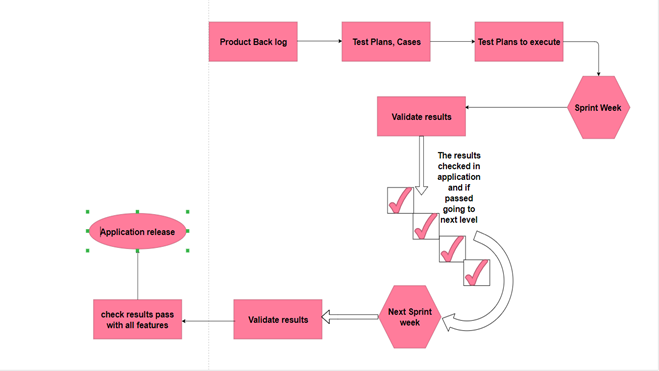 Product Back log
Test Plans, Cases
Test Plans to execute
Sprint Week
Validate results
The results
checked in
application
and if
passed
going to
next level
Application release
check results pass
with all features
Validate results
Next Sprint
week